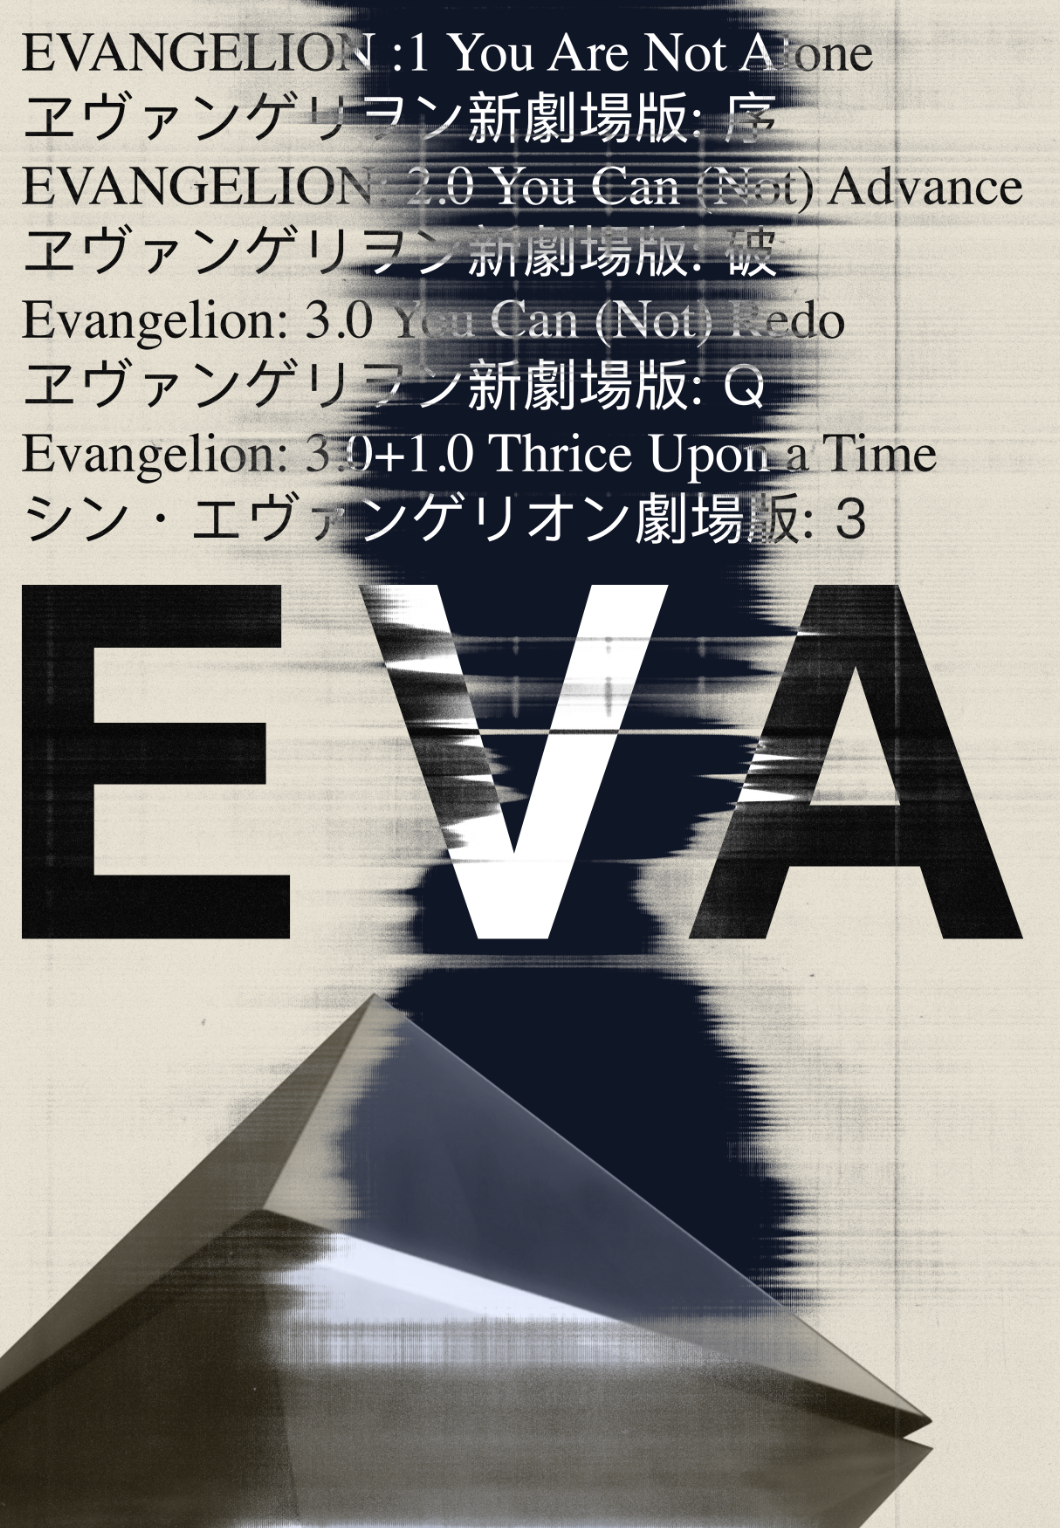 EVANGELION :1 You Are Not Alone
ヱヴァンゲリヲン新劇場版: 序
EVANGELION: 2.0 You Can (Not) Advance
ヱヴァンゲリヲン新劇場版: 破
Evangelion: 3.0 You Can (Not) Redo
ヱヴァンゲリヲン新劇場版: Q
Evangelion: 3.0+1.0 Thrice Upon a Time
シン・エヴァンゲリオン劇場版: 3
EVA